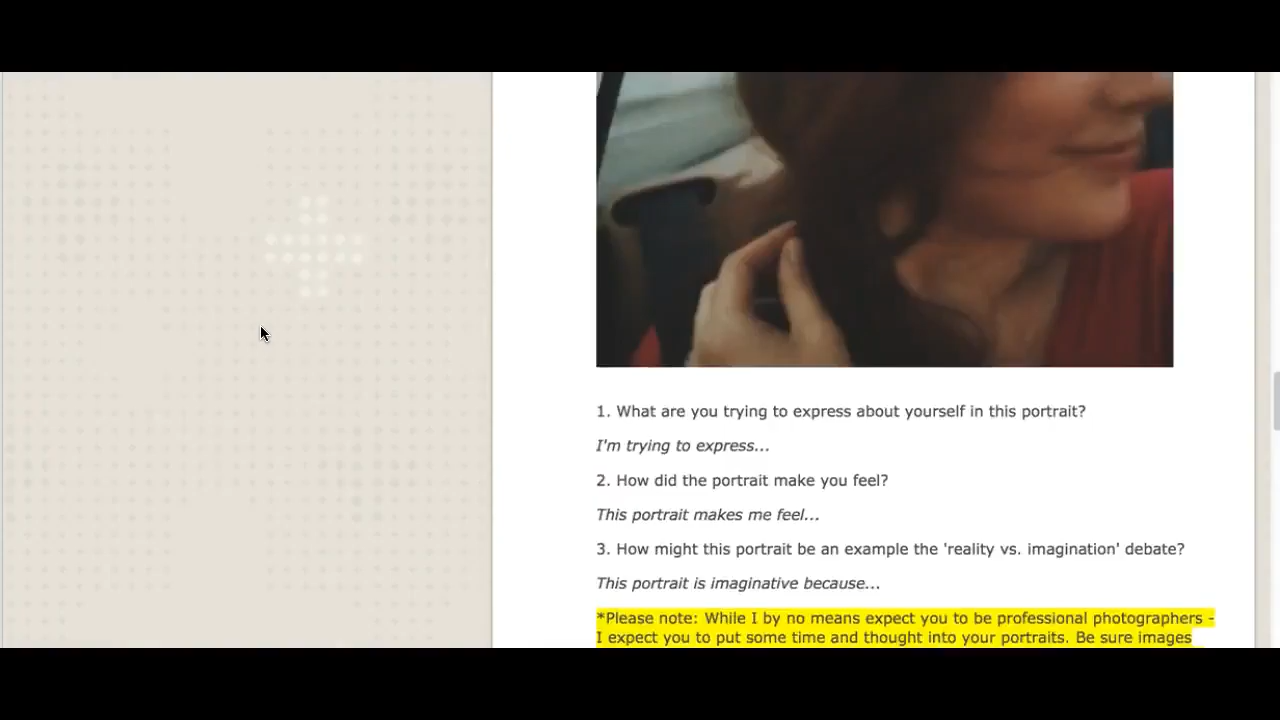 1. What are you trying to express about yourself in this portrait?
I'm trying to express...
2. How did the portrait make you feel?
This portrait makes me feel...
3. How might this portrait be an example the 'reality vs. imagination' debate?
This portrait is imaginative because...
*Please note: While I by no means expect you to be professional photographers -
I expect you to put some time and thought into your portraits. Be sure images